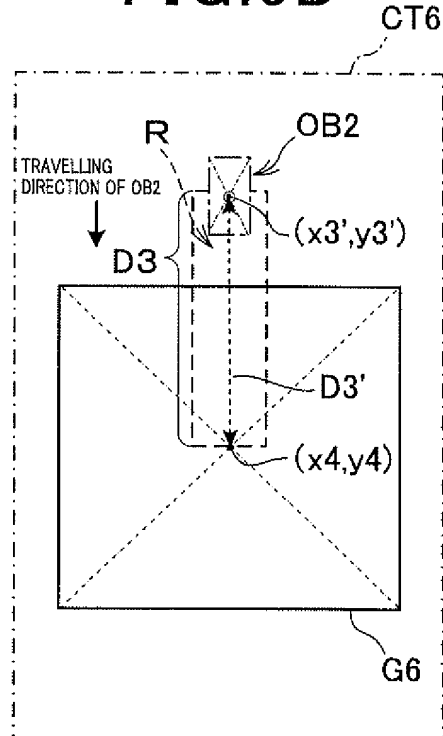 CT6
R
OB2
TRAVELLING
DIRECTION OF OB2
(x3',y3')
D3
D3'
(x4,y4)
G6